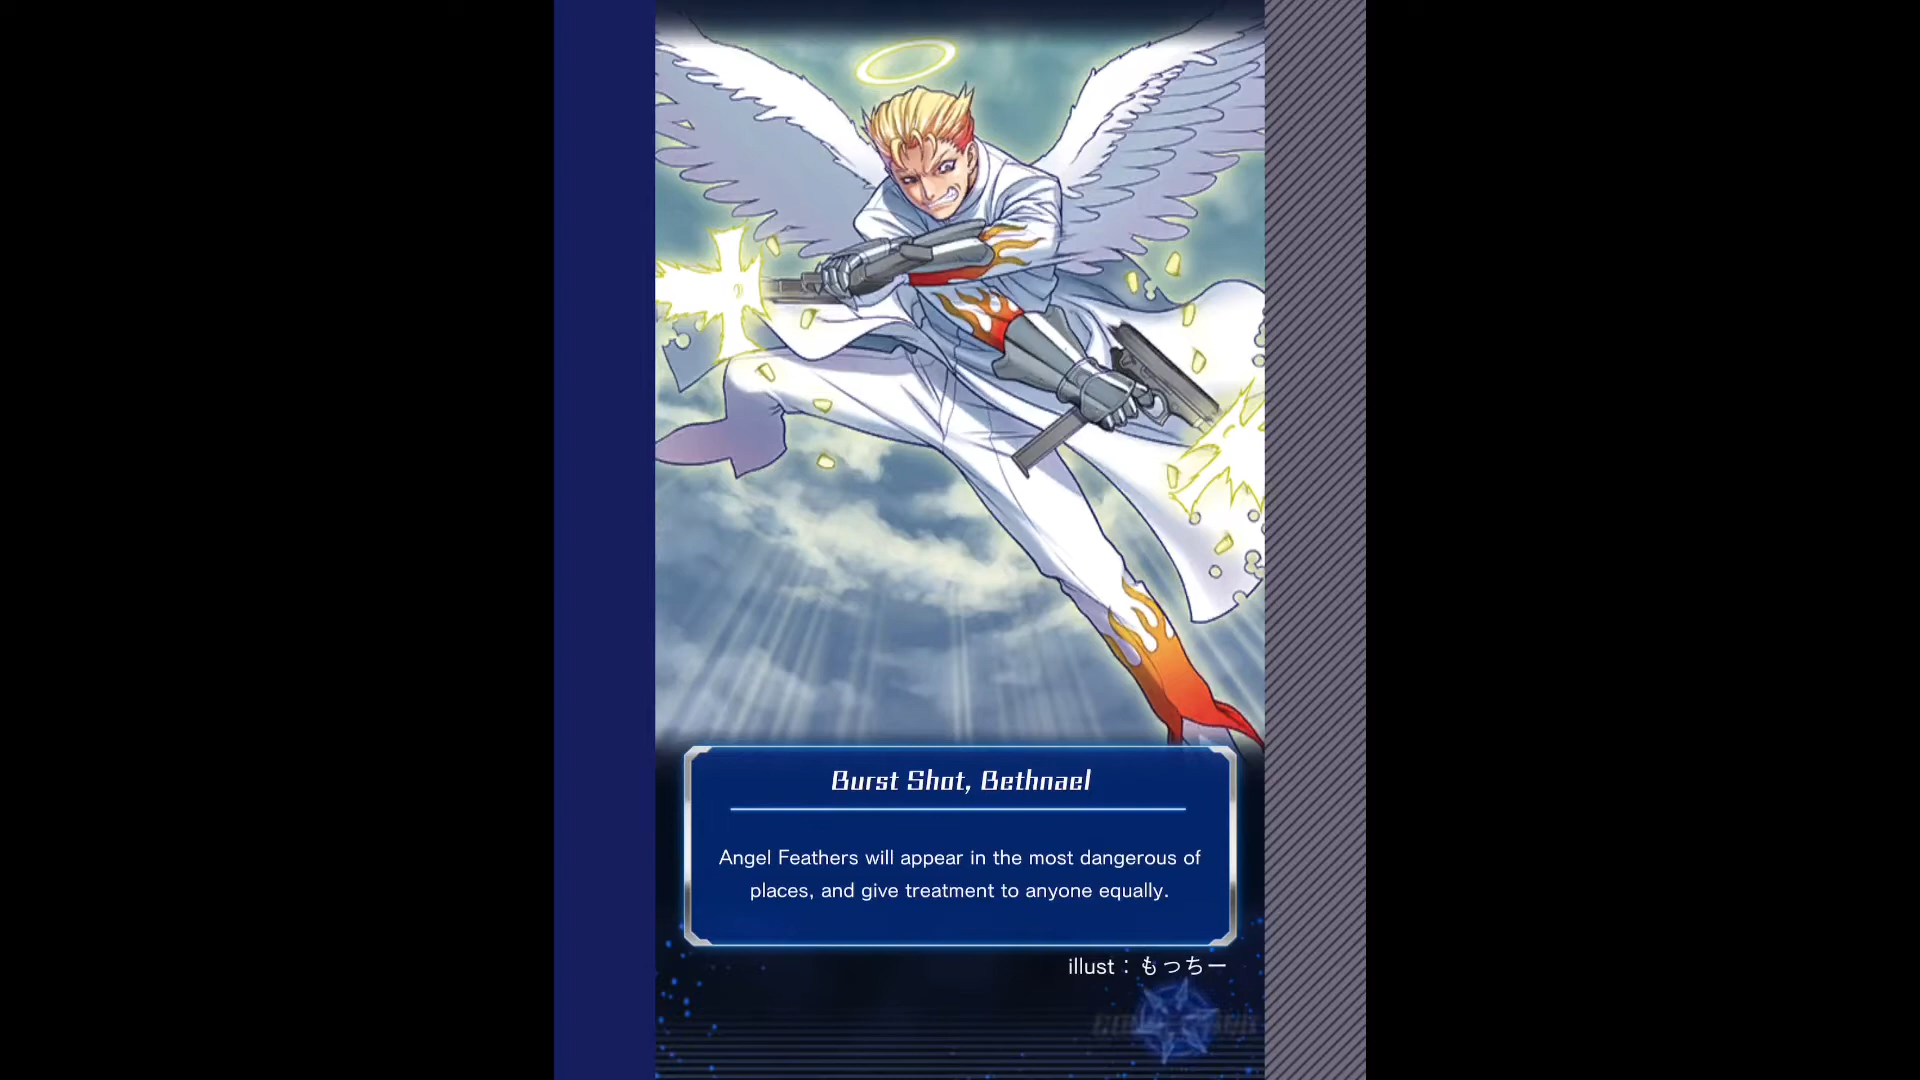 Burst Shot, Bethnael
Angel Feathers will appear in the most dangerous of
places, and give treatment to anyone equally.
illust：もっちー